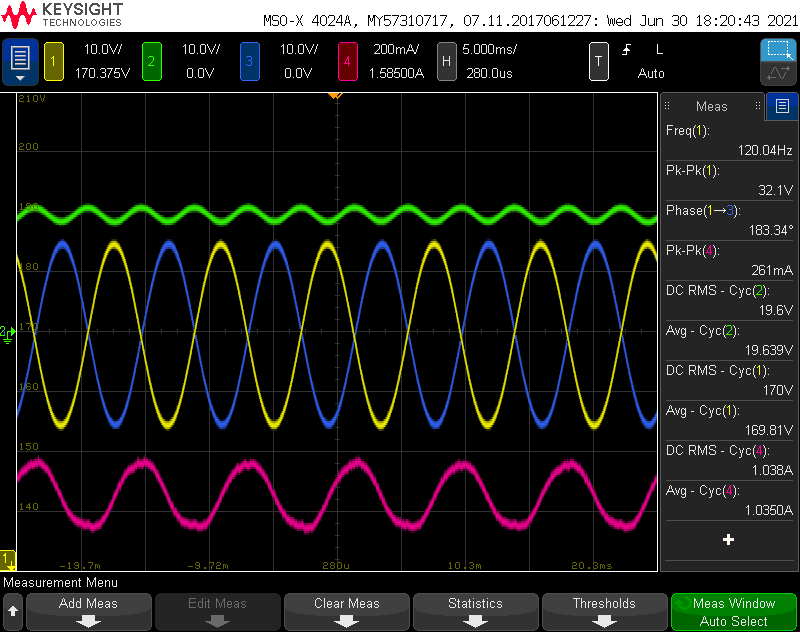 KEYSIGHT
TECHNOLOGIES
MSO-X 4024A, MY57310717, 07.11.2017061227: Wed Jun 30 18:20:43 2021
1 10.0V/ 2 10.0V/ 3 10.0V/ 4 200mA/ H 5.000ms/ T L
170.375V 0.0V 0.0V 1.58500A 280.0us Auto
210V
200
190
180
170
160
150
140
2
1
-19.7m -9.72m 280u 10.3m 20.3ms
Meas
Freq(1):
120.04Hz
Pk-Pk(1):
32.1V
Phase(1→3):
183.34°
Pk-Pk(4):
261mA
DC RMS - Cyc(2):
19.6V
Avg - Cyc(2):
19.639V
DC RMS - Cyc(1):
170V
Avg - Cyc(1):
169.81V
DC RMS - Cyc(4):
1.038A
Avg - Cyc(4):
1.0350A
Measurement Menu
Add Meas Edit Meas Clear Meas Statistics Thresholds Meas Window
Auto Select